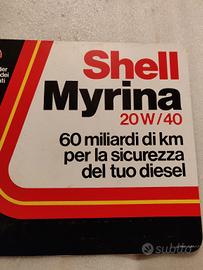 Shell
Myrina
20W/40
60 miliardi di km
per la sicurezza
del tuo diesel
subito